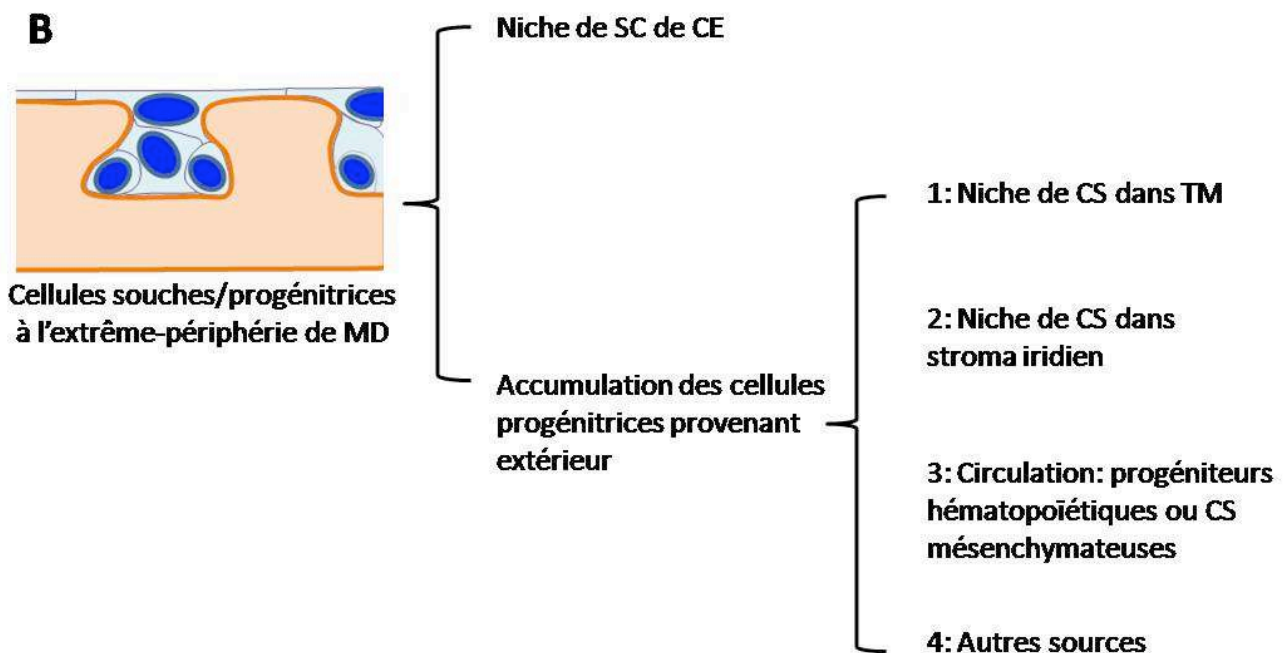 B
Niche de SC de CE
Cellules souches/progénitrices
à l'extrême-périphérie de MD
Accumulation des cellules
progénitrices provenant
extérieur
1: Niche de CS dans TM
2: Niche de CS dans
stroma iridien
3: Circulation: progéniteurs
hématopoïétiques ou CS
mésenchymateuses
4: Autres sources